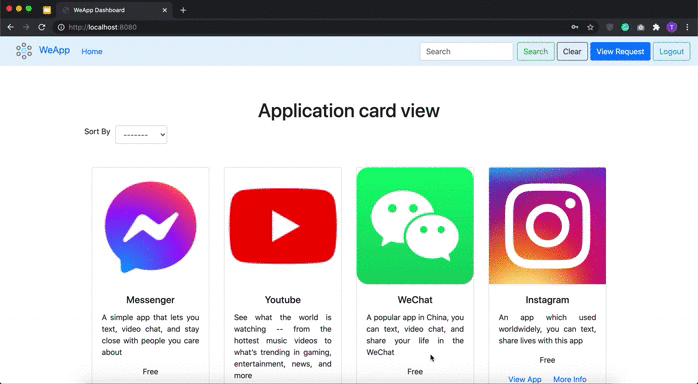 WeApp Dashboard
http://localhost:8080
T
WeApp Home Search Search Clear View Request Logout
Application card view
Sort By -------
Messenger
A simple app that lets you
text, video chat, and stay
close with people you care
about
Free
Youtube
See what the world is
watching -- from the
hottest music videos to
what's trending in gaming,
entertainment, news, and
more
WeChat
A popular app in China, you
can text, video chat, and
share your life in the
WeChat
Free
Instagram
An app which used
worldwidely, you can text,
share lives with this app
Free
View App More Info